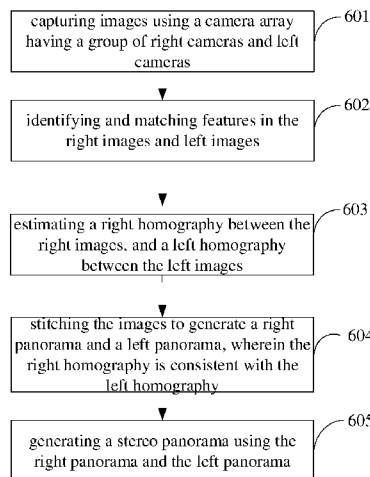 capturing images using a camera array
having a group of right cameras and left
cameras
601
identifying and matching features in the
right images and left images
602
estimating a right homography between the
right images, and a left homography
between the left images
603
stitching the images to generate a right
panorama and a left panorama, wherein the
right homography is consistent with the
left homography
604
generating a stereo panorama using the
right panorama and the left panorama
605